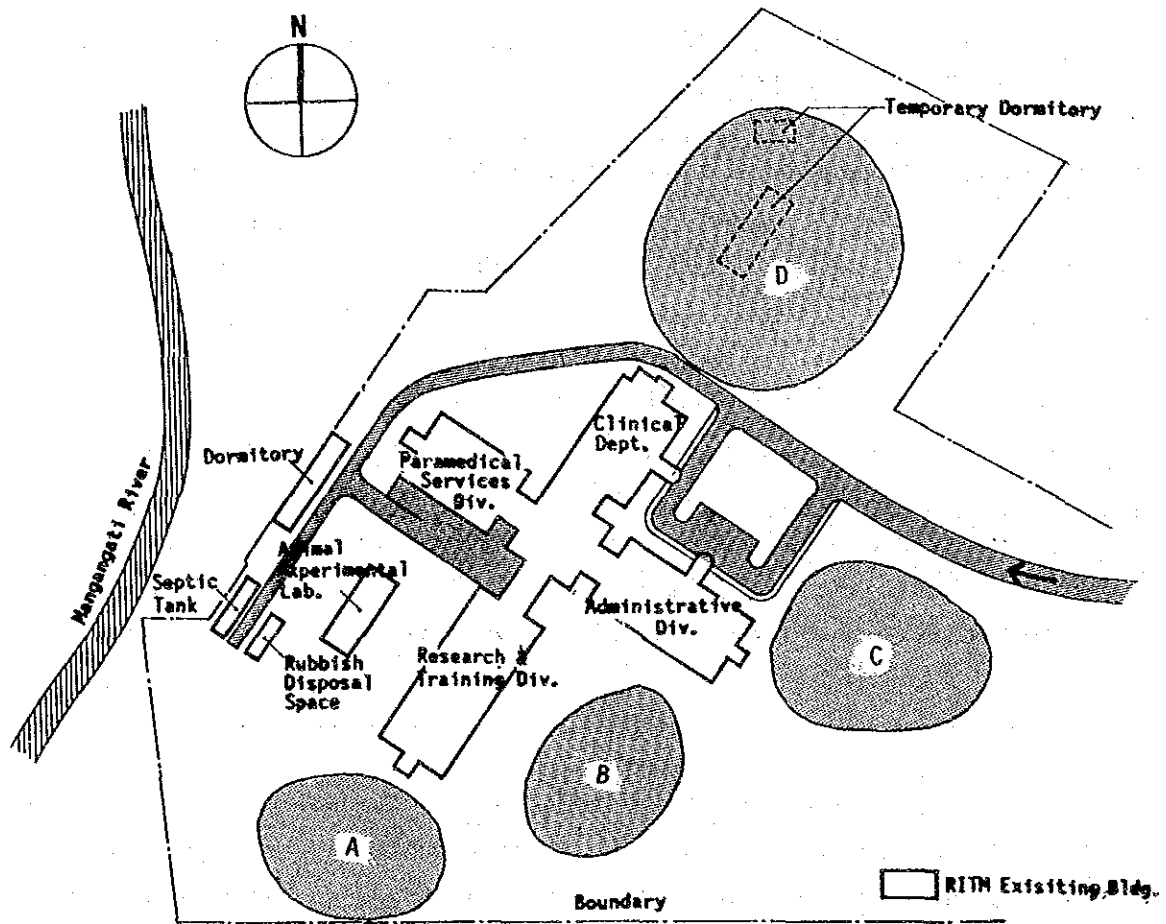 N
Temporary Dormitory
D
Clinical
Dept.
Dormitory
Paramedical
Services
Div.
Mangangati River
Animal
Experimental
Lab.
Septic
Tank
Administrative
Div.
C
Research &
Training Div.
Rubbish
Disposal
Space
B
A
RITM Exisiting Bldg.
Boundary